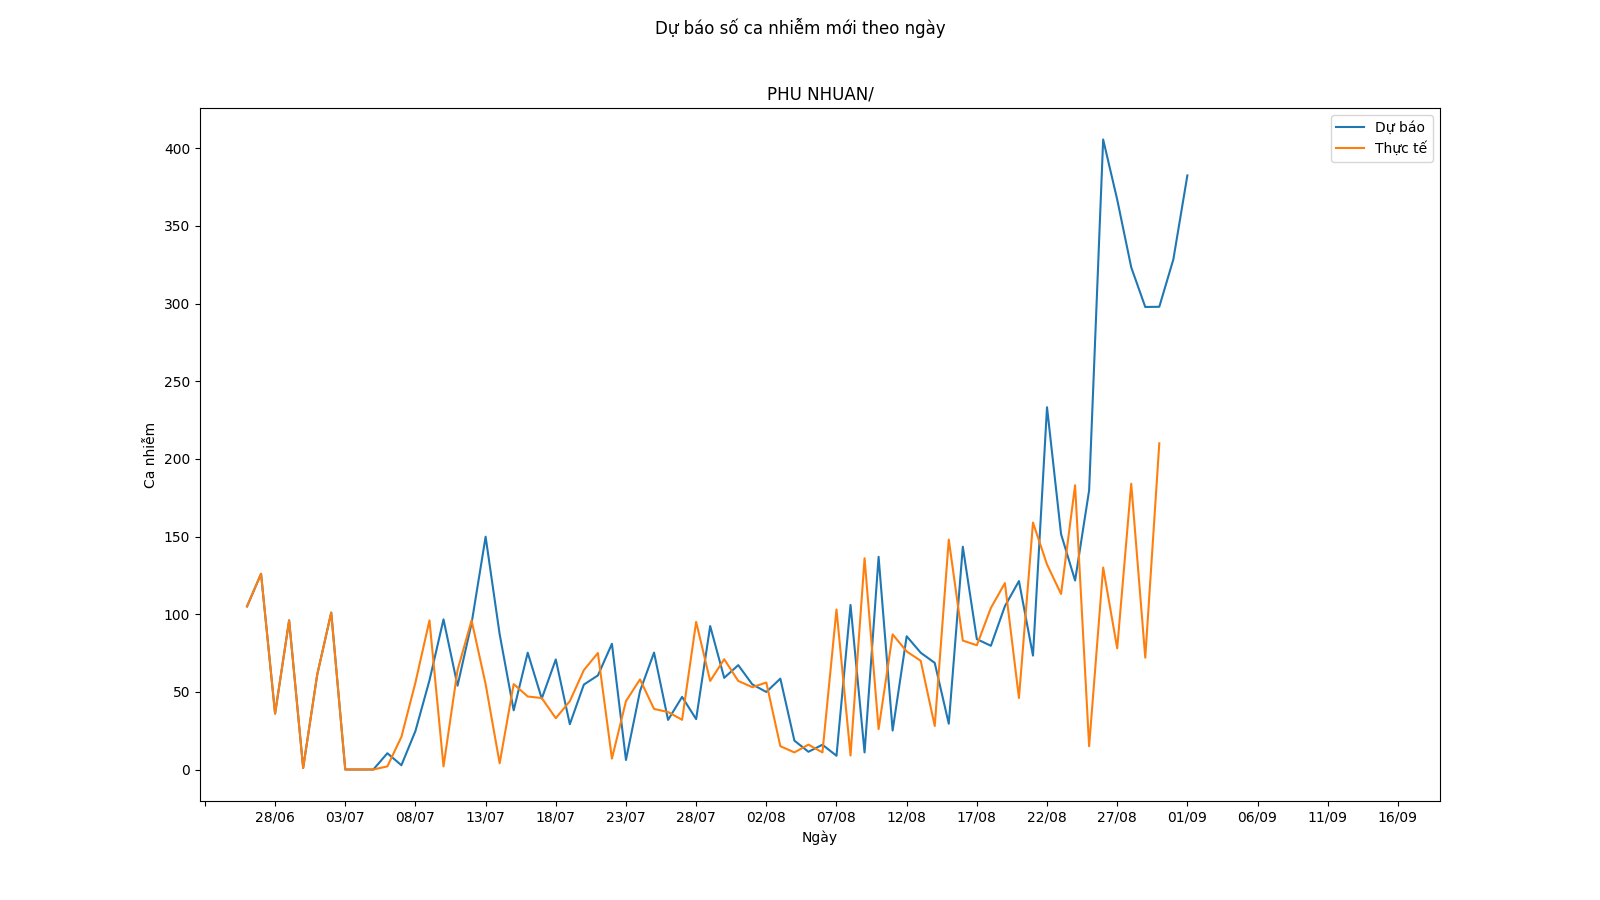 Dự báo số ca nhiễm mới theo ngày
PHU NHUAN/
Dự báo
Thực tế
400
350
300
250
200
150
100
50
0
Ca nhiễm
28/06 03/07 08/07 13/07 18/07 23/07 28/07 02/08 07/08 12/08 17/08 22/08 27/08 01/09 06/09 11/09 16/09
Ngày